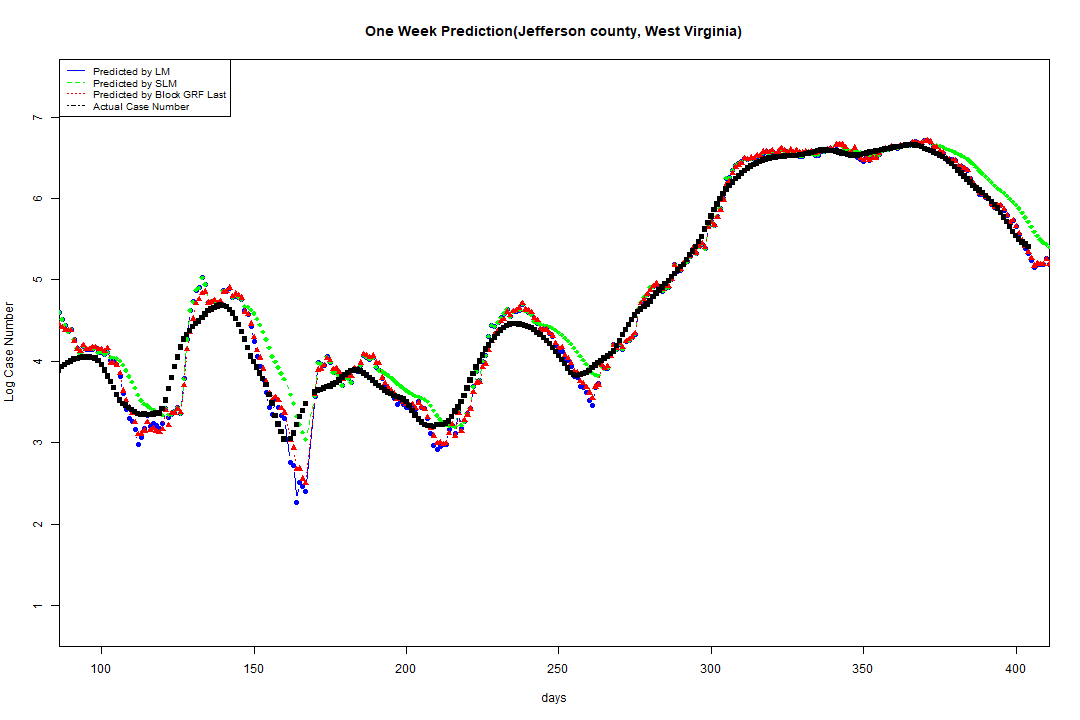 One Week Prediction(Jefferson county, West Virginia)
Predicted by LM
Predicted by SLM
Predicted by Block GRF Last
Actual Case Number
7
6
5
4
3
2
1
Log Case Number
100 150 200 250 300 350 400
days